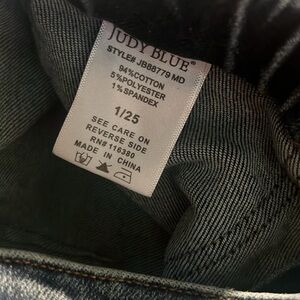 JUDY BLUE®
STYLE# JB88779 MD
94%COTTON
5%POLYESTER
1%SPANDEX
1/25
SEE CARE ON
REVERSE SIDE
RN#116380
MADE IN CHINA